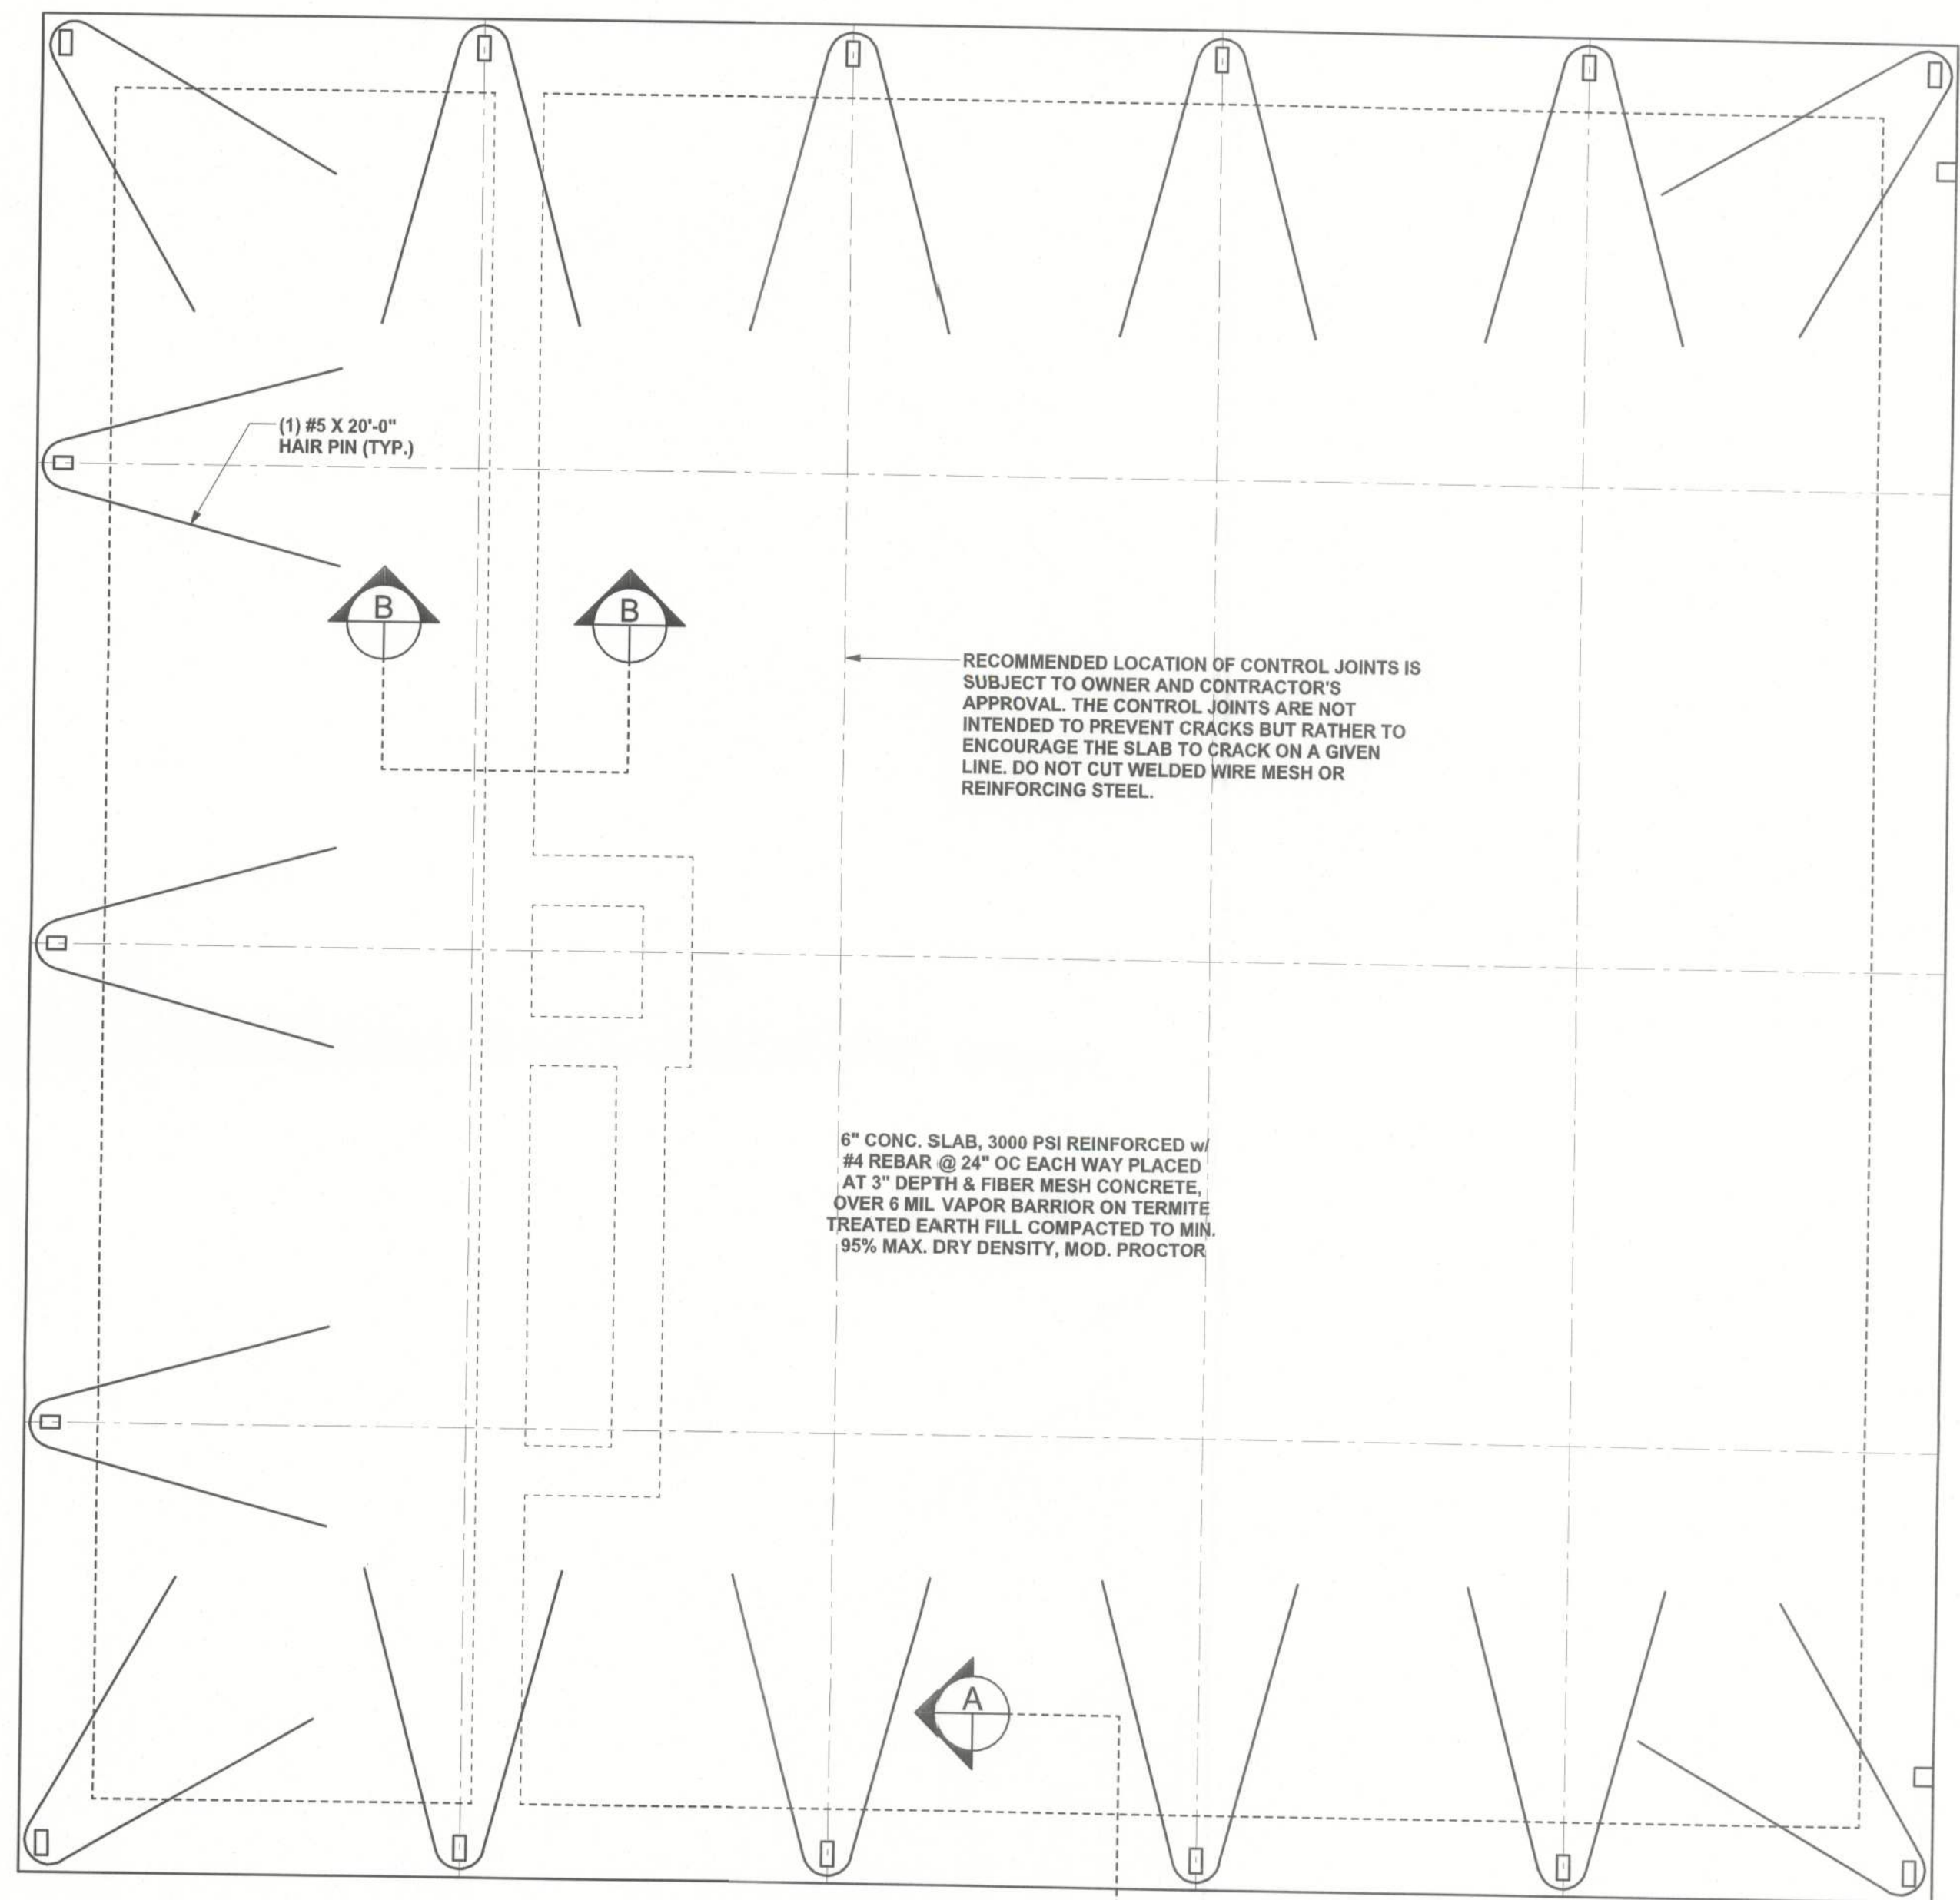 (1) #5 X 20'-0"
HAIR PIN (TYP.)
B
B
RECOMMENDED LOCATION OF CONTROL JOINTS IS
SUBJECT TO OWNER AND CONTRACTOR'S
APPROVAL. THE CONTROL JOINTS ARE NOT
INTENDED TO PREVENT CRACKS BUT RATHER TO
ENCOURAGE THE SLAB TO CRACK ON A GIVEN
LINE. DO NOT CUT WELDED WIRE MESH OR
REINFORCING STEEL.
6" CONC. SLAB, 3000 PSI REINFORCED w/
#4 REBAR @ 24" OC EACH WAY PLACED
AT 3" DEPTH & FIBER MESH CONCRETE,
OVER 6 MIL VAPOR BARRIOR ON TERMITE
TREATED EARTH FILL COMPACTED TO MIN.
95% MAX. DRY DENSITY, MOD. PROCTOR
A